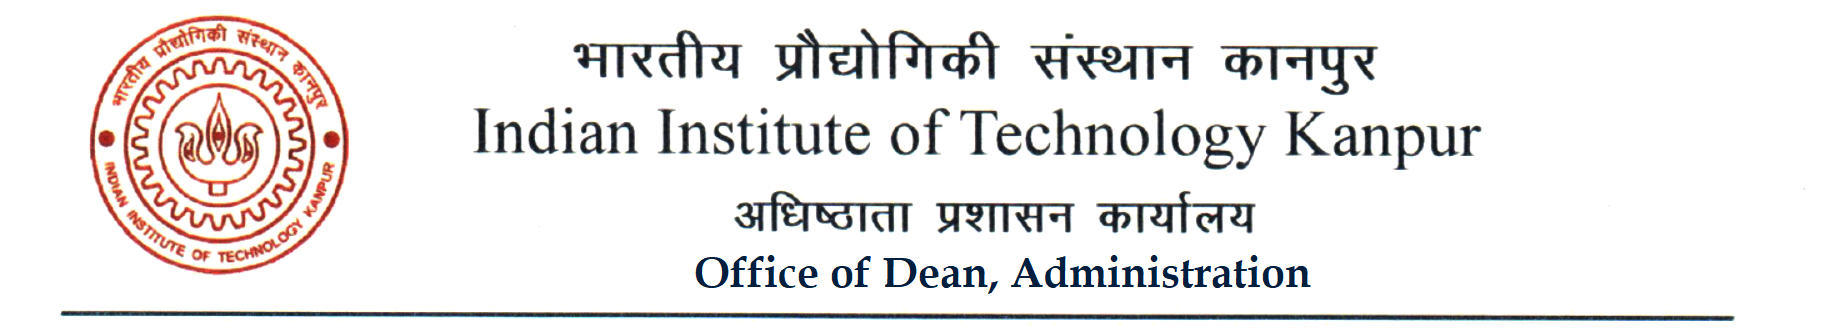 भारतीय प्रौद्योगिकी संस्थान कानपुर
INDIAN INSTITUTE OF TECHNOLOGY KANPUR
भारतीय प्रौद्योगिकी संस्थान कानपुर
Indian Institute of Technology Kanpur
अधिष्ठाता प्रशासन कार्यालय
Office of Dean, Administration